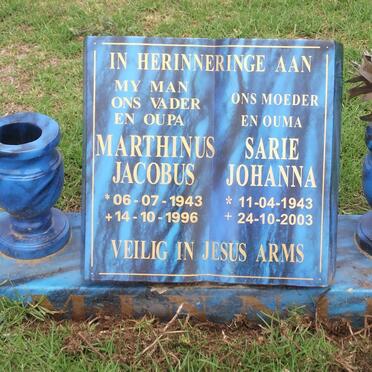 IN HERINNERINGE AAN
MY MAN
ONS VADER
EN OUPA
MARTHINUS
JACOBUS
* 06-07-1943
+ 14-10-1996
ONS MOEDER
EN OUMA
SARIE
JOHANNA
* 11-04-1943
+ 24-10-2003
VEILIG IN JESUS ARMS